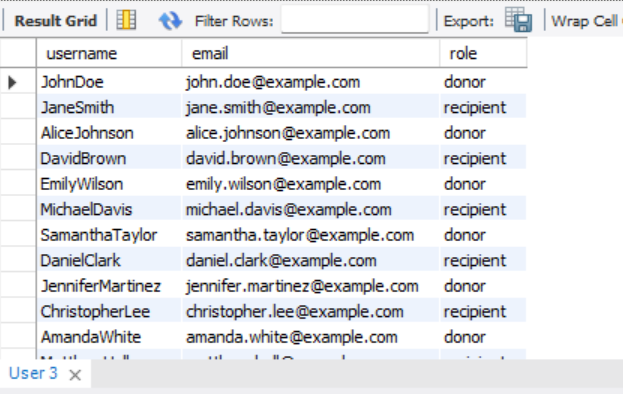 Result Grid Filter Rows: Export: Wrap Cell
username email role
JohnDoe john.doe@example.com donor
JaneSmith jane.smith@example.com recipient
AliceJohnson alice.johnson@example.com donor
DavidBrown david.brown@example.com recipient
EmilyWilson emily.wilson@example.com donor
MichaelDavis michael.davis@example.com recipient
SamanthaTaylor samantha.taylor@example.com donor
DanielClark daniel.clark@example.com recipient
JenniferMartinez jennifer.martinez@example.com donor
ChristopherLee christopher.lee@example.com recipient
AmandaWhite amanda.white@example.com donor
User 3